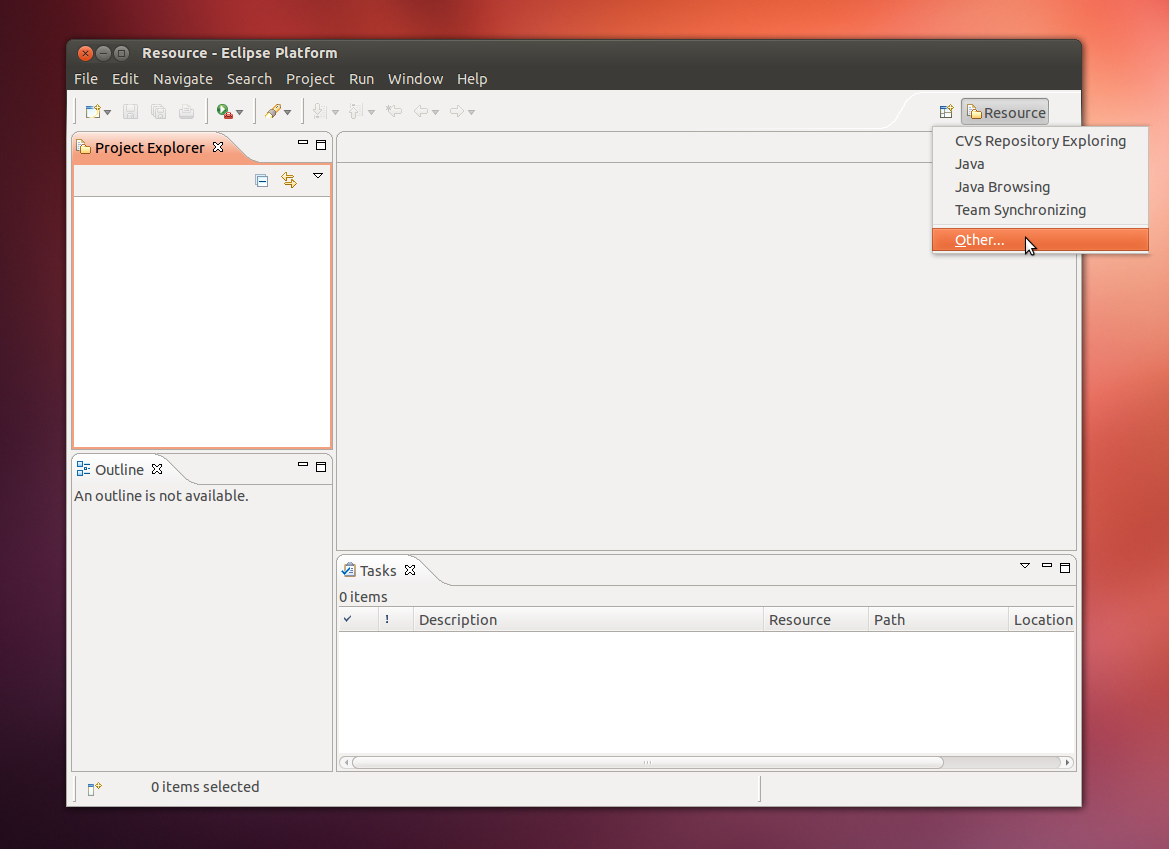 Resource - Eclipse Platform
File Edit Navigate Search Project Run Window Help
Resource
Project Explorer
CVS Repository Exploring
Java
Java Browsing
Team Synchronizing
Other...
Outline
An outline is not available.
Tasks
0 items
! Description Resource Path Location
0 items selected